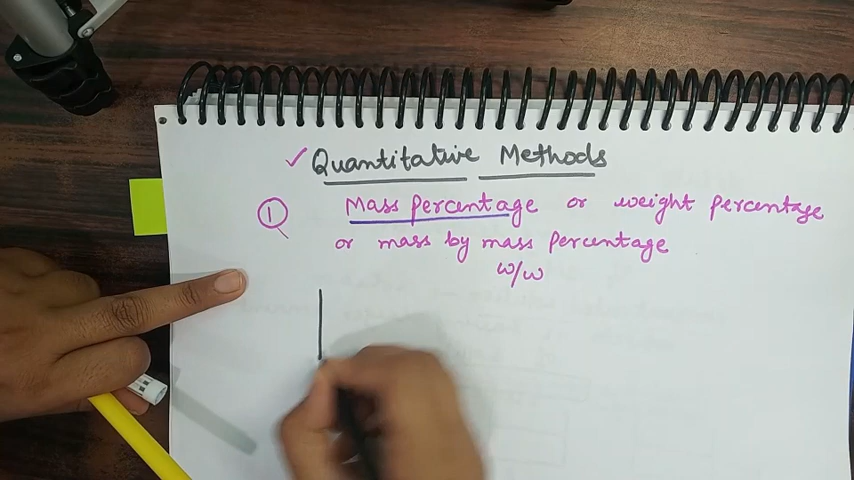 ✓ Quantitative Methods
① Mass percentage or weight percentage
or mass by mass percentage
w/w